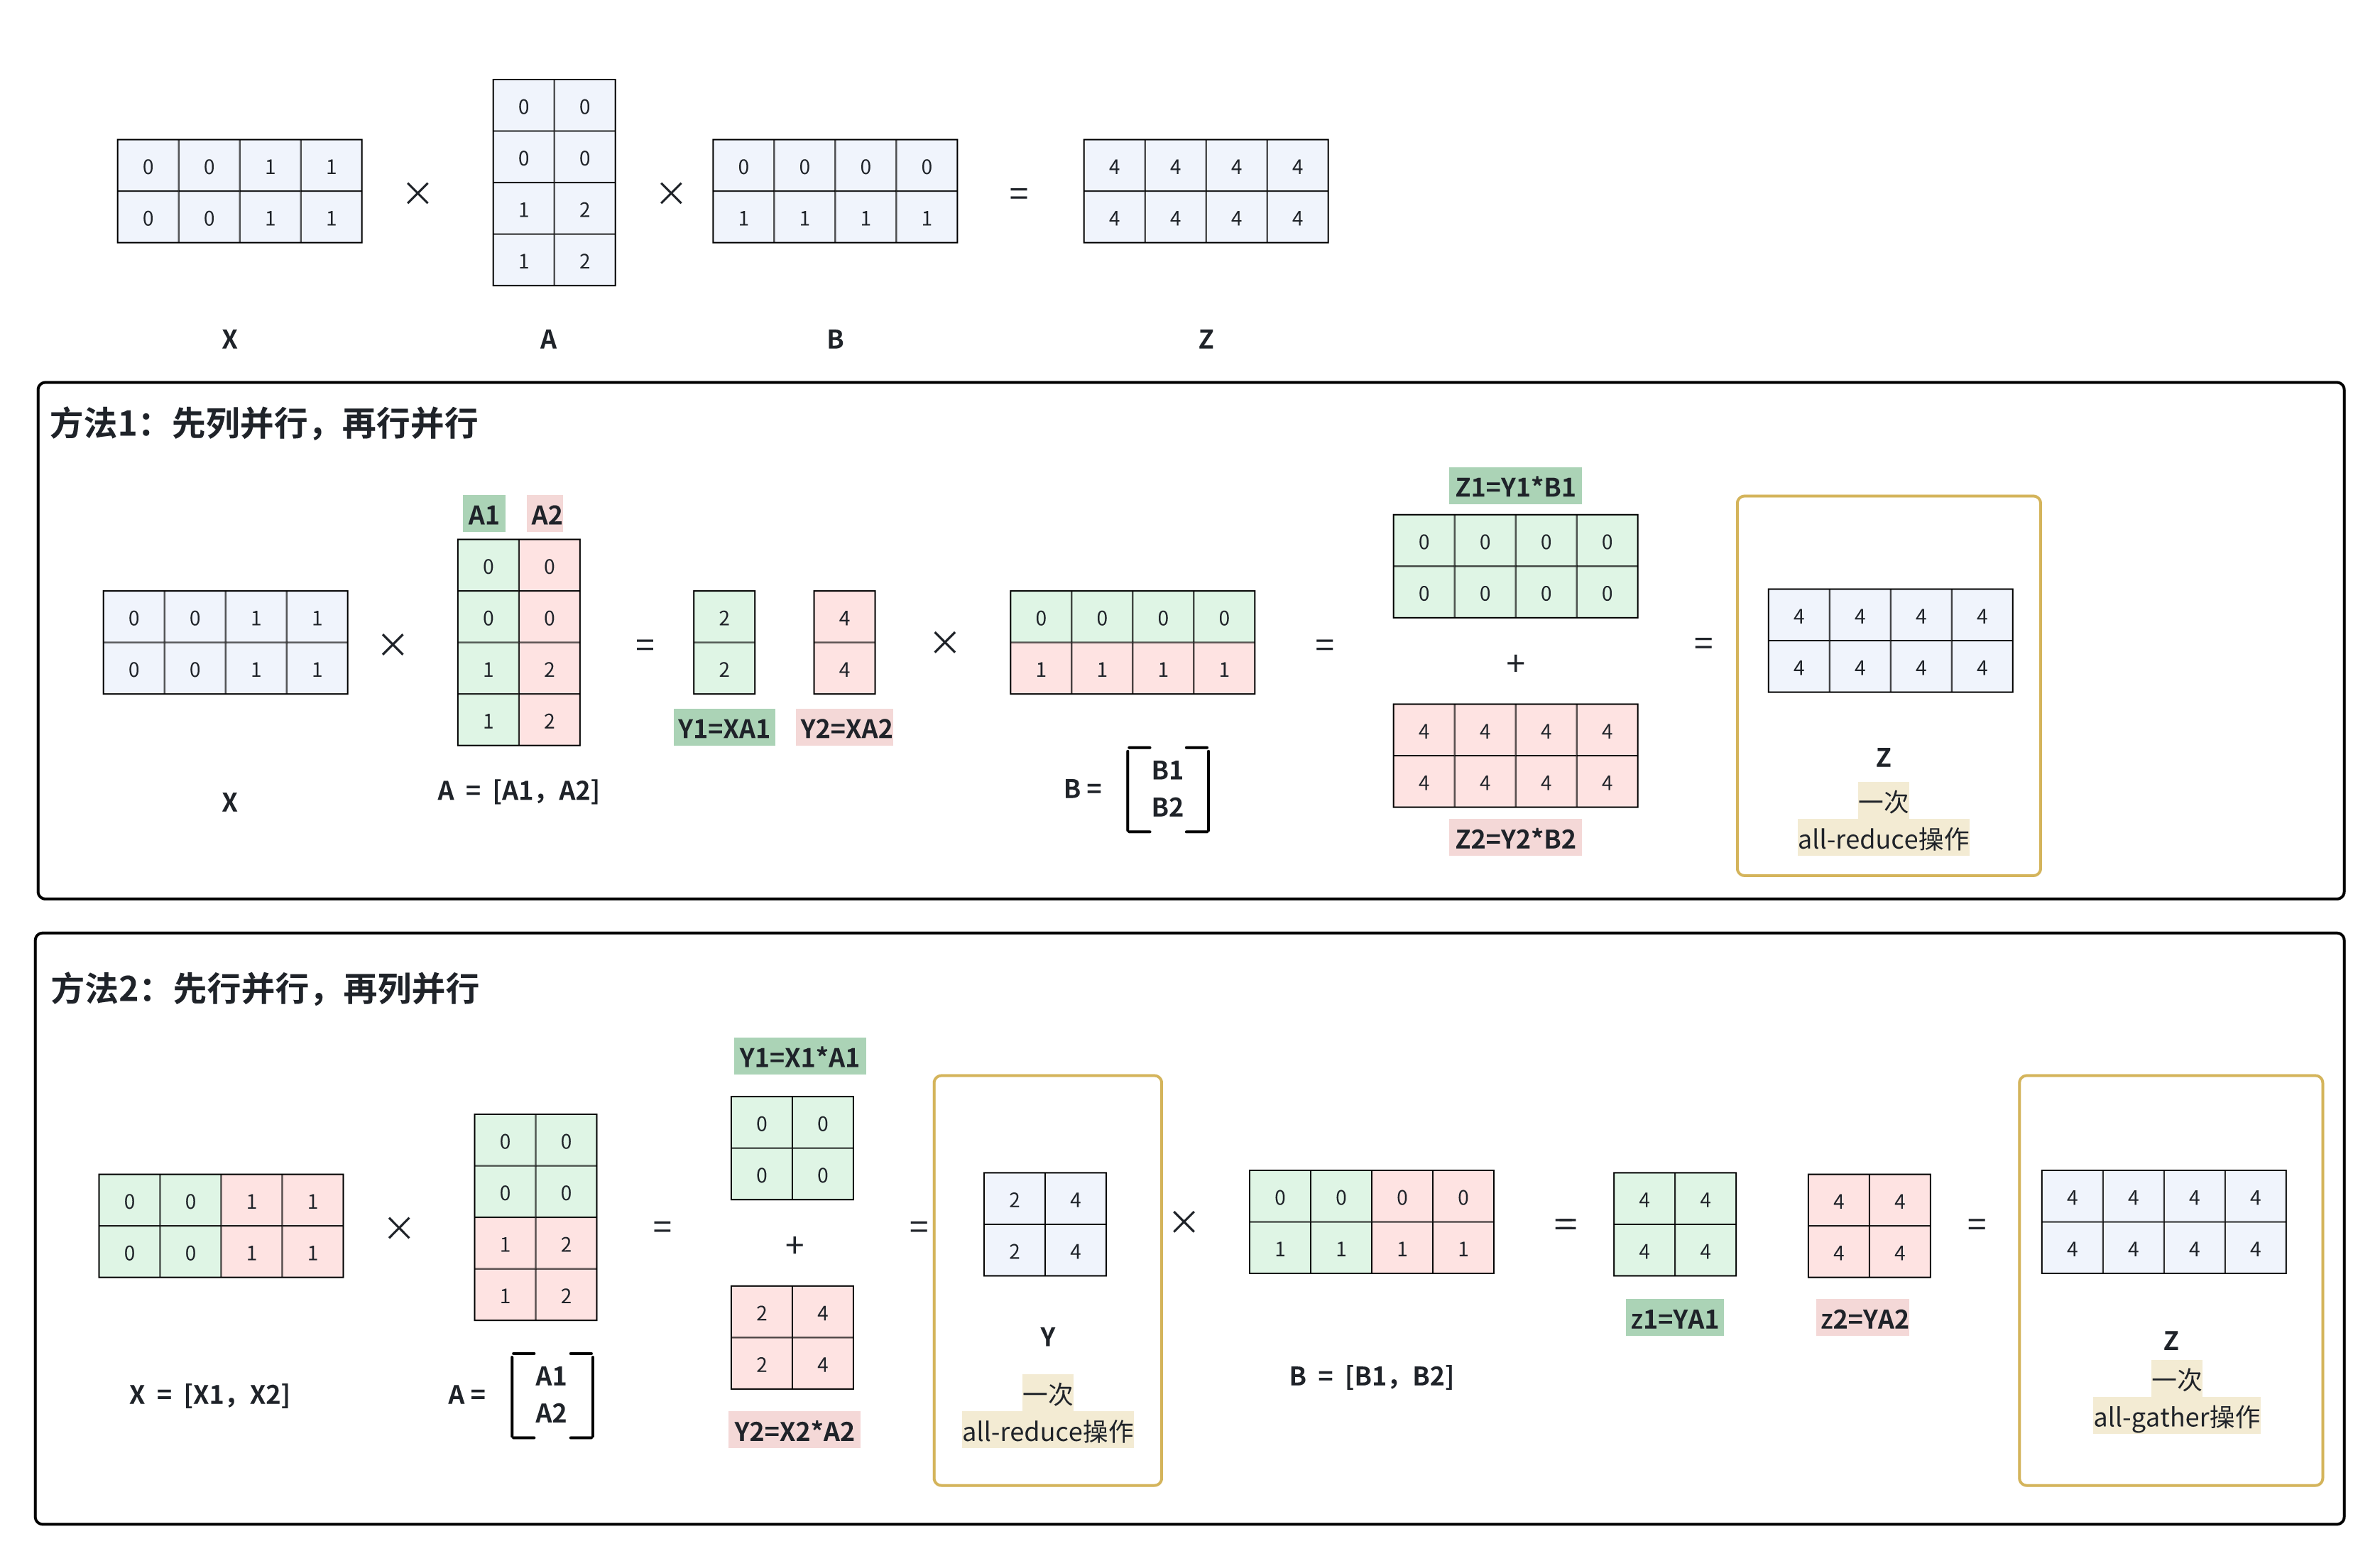 0 0
0 0
1 2
1 2
0 0 1 1
0 0 1 1
×
×
0 0 0 0
1 1 1 1
=
4 4 4 4
4 4 4 4
X
A
B
Z
方法1：先列并行，再行并行
A1 A2
0 0 1 1
0 0 1 1
×
0 0
0 0
1 2
1 2
=
2
2
4
4
Y1=XA1
Y2=XA2
×
0 0 0 0
1 1 1 1
=
Z1=Y1*B1
0 0 0 0
0 0 0 0
+
4 4 4 4
4 4 4 4
Z2=Y2*B2
=
4 4 4 4
4 4 4 4
Z
一次
all-reduce操作
X
A = [A1, A2]
B =
B1
B2
方法2：先行并行，再列并行
0 0 1 1
0 0 1 1
×
0 0
0 0
1 2
1 2
=
Y1=X1*A1
0 0
0 0
+
2 4
2 4
Y2=X2*A2
=
2 4
2 4
Y
一次
all-reduce操作
×
0 0 0 0
1 1 1 1
=
4 4
4 4
z1=YA1
4 4
4 4
z2=YA2
=
4 4 4 4
4 4 4 4
Z
一次
all-gather操作
X = [X1, X2]
A =
A1
A2
B = [B1, B2]